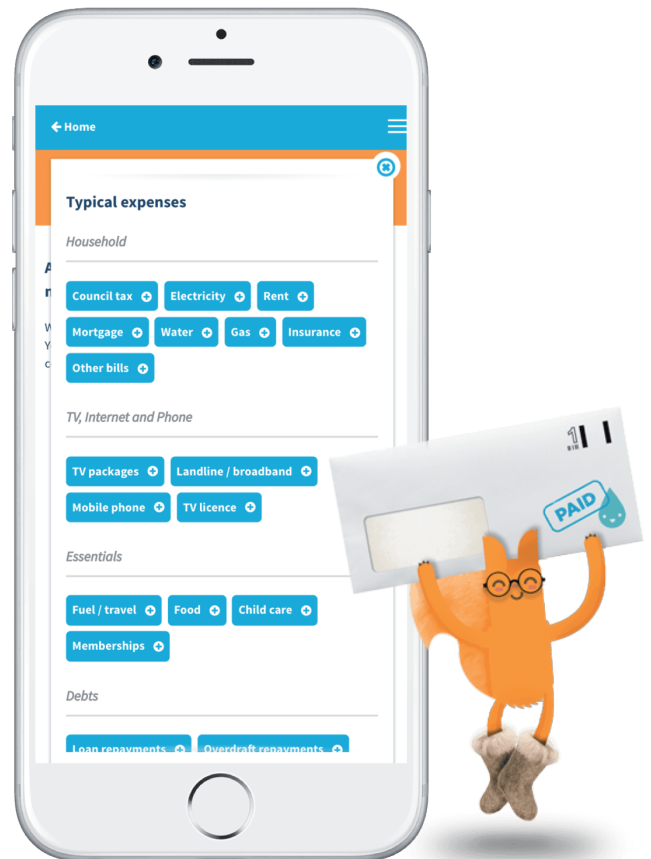 Home
Typical expenses
Household
Council tax Electricity Rent
Mortgage Water Gas Insurance
Other bills
TV, Internet and Phone
TV packages Landline / broadband
Mobile phone TV licence
PAID
Essentials
Fuel / travel Food Child care
Memberships
Debts
Loan repayments Overdraft repayments